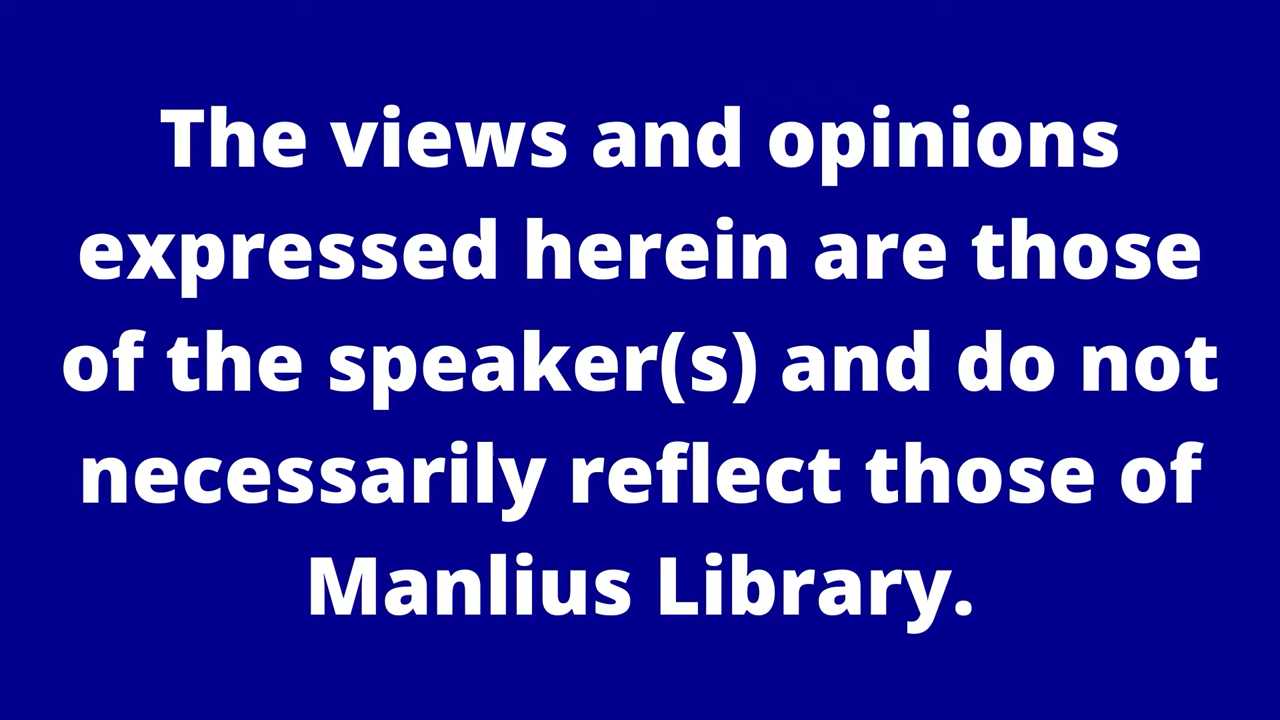 The views and opinions
expressed herein are those
of the speaker(s) and do not
necessarily reflect those of
Manlius Library.